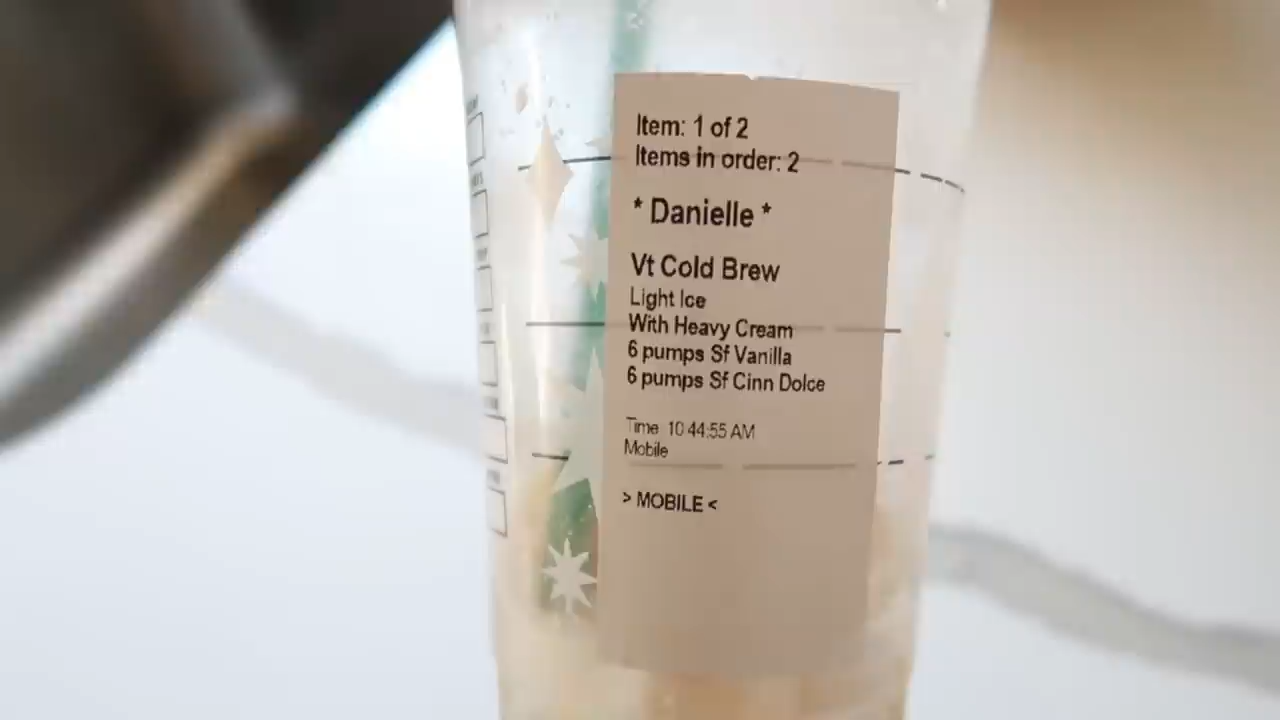 Item: 1 of 2
Items in order: 2
* Danielle *
Vt Cold Brew
Light Ice
With Heavy Cream
6 pumps Sf Vanilla
6 pumps Sf Cinn Dolce
Time 10:44:55 AM
Mobile
> MOBILE <